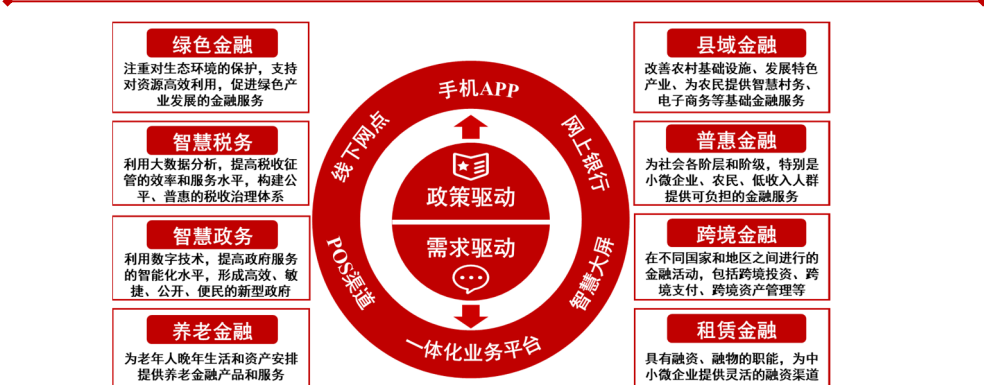 绿色金融
注重对生态环境的保护，支持
对资源高效利用，促进绿色产
业发展的金融服务
智慧税务
利用大数据分析，提高税收征
管的效率和服务水平，构建公
平、普惠的税收治理体系
智慧政务
利用数字技术，提高政府服务
的智能化水平，形成高效、敏
捷、公开、便民的新型政府
养老金融
为老年人晚年生活和资产安排
提供养老金融产品和服务
手机APP
线下网点
网上银行
政策驱动
需求驱动
POS渠道
智慧大屏
一体化业务平台
县域金融
改善农村基础设施、发展特色
产业、为农民提供智慧村务、
电子商务等基础金融服务
普惠金融
为社会各阶层和阶级，特别是
小微企业、农民、低收入人群
提供可负担的金融服务
跨境金融
在不同国家和地区之间进行的
金融活动，包括跨境投资、跨
境支付、跨境资产管理等
租赁金融
具有融资、融物的职能，为中
小微企业提供灵活的融资渠道